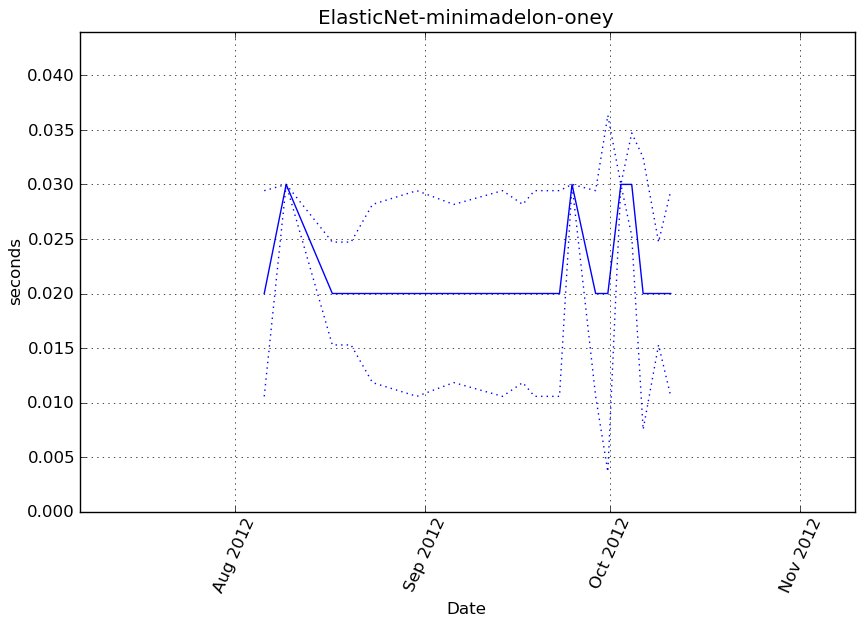 ElasticNet-minimadelon-oney
0.040
0.035
0.030
0.025
0.020
0.015
0.010
0.005
0.000
seconds
Aug 2012
Sep 2012
Oct 2012
Nov 2012
Date